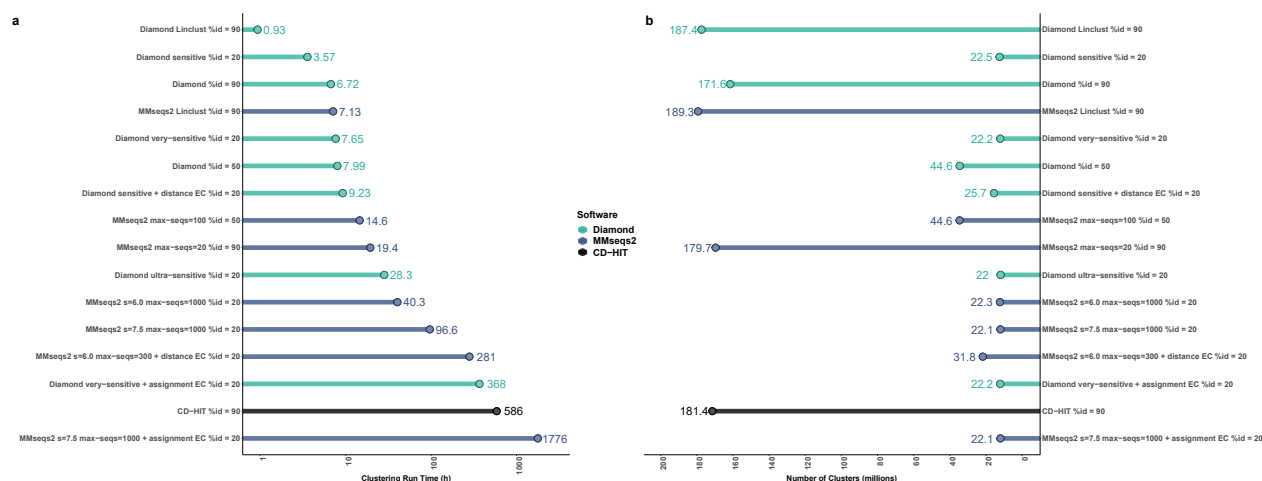 a
Diamond Linclust %id = 90
0.93
Diamond sensitive %id = 20
3.57
Diamond %id = 90
6.72
MMseqs2 Linclust %id = 90
7.13
Diamond very−sensitive %id = 20
7.65
Diamond %id = 50
7.99
Diamond sensitive + distance EC %id = 20
9.23
MMseqs2 max−seqs=100 %id = 50
14.6
MMseqs2 max−seqs=20 %id = 90
19.4
Diamond ultra−sensitive %id = 20
28.3
MMseqs2 s=6.0 max−seqs=1000 %id = 20
40.3
MMseqs2 s=7.5 max−seqs=1000 %id = 20
96.6
MMseqs2 s=6.0 max−seqs=300 + distance EC %id = 20
281
Diamond very−sensitive + assignment EC %id = 20
368
CD−HIT %id = 90
586
MMseqs2 s=7.5 max−seqs=1000 + assignment EC %id = 20
1776
1
10
100
1000
Clustering Run Time (h)
Software
Diamond
MMseqs2
CD−HIT
b
187.4
Diamond Linclust %id = 90
22.5
Diamond sensitive %id = 20
171.6
Diamond %id = 90
189.3
MMseqs2 Linclust %id = 90
22.2
Diamond very−sensitive %id = 20
44.6
Diamond %id = 50
25.7
Diamond sensitive + distance EC %id = 20
44.6
MMseqs2 max−seqs=100 %id = 50
179.7
MMseqs2 max−seqs=20 %id = 90
22
Diamond ultra−sensitive %id = 20
22.3
MMseqs2 s=6.0 max−seqs=1000 %id = 20
22.1
MMseqs2 s=7.5 max−seqs=1000 %id = 20
31.8
MMseqs2 s=6.0 max−seqs=300 + distance EC %id = 20
22.2
Diamond very−sensitive + assignment EC %id = 20
181.4
CD−HIT %id = 90
22.1
MMseqs2 s=7.5 max−seqs=1000 + assignment EC %id = 20
200
180
160
140
120
100
80
60
40
20
0
Number of Clusters (millions)